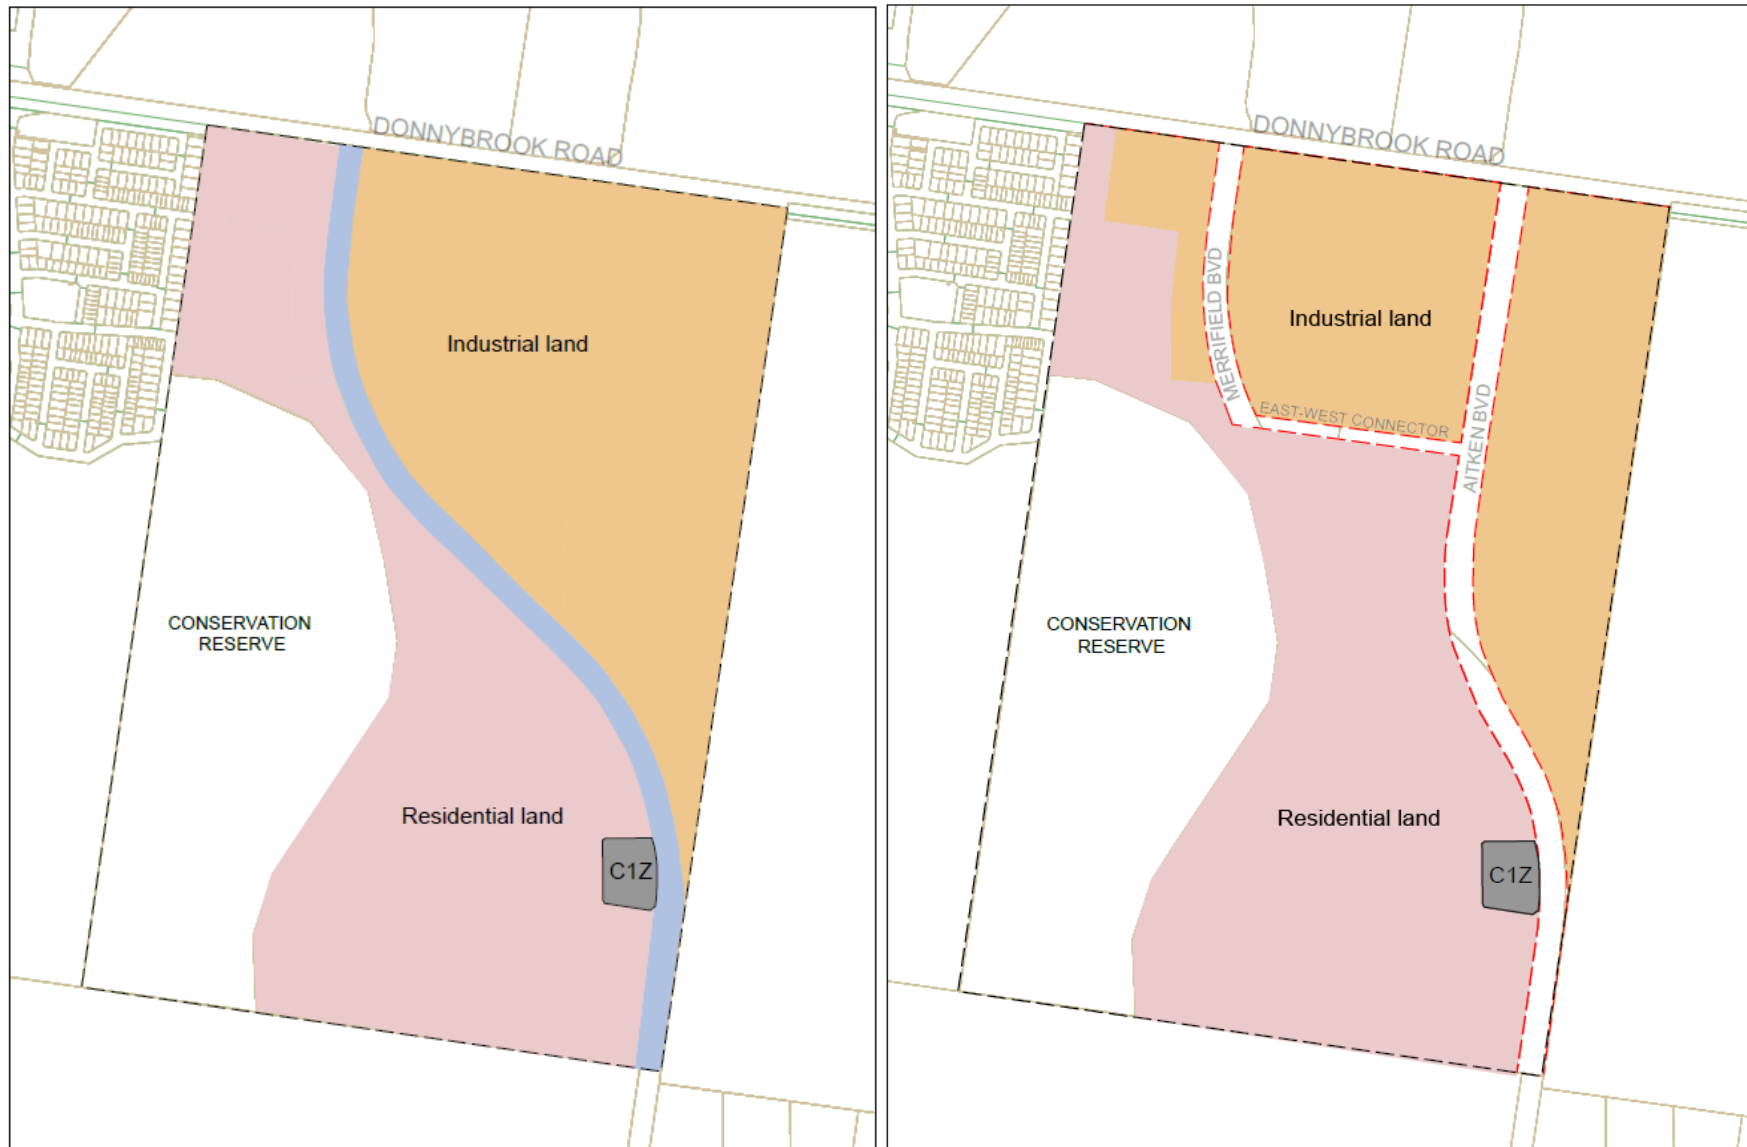 DONNYBROOK ROAD
Industrial land
CONSERVATION
RESERVE
Residential land
C1Z
DONNYBROOK ROAD
MERRIFIELD BVD
Industrial land
EAST-WEST CONNECTOR
AITKEN BVD
CONSERVATION
RESERVE
Residential land
C1Z